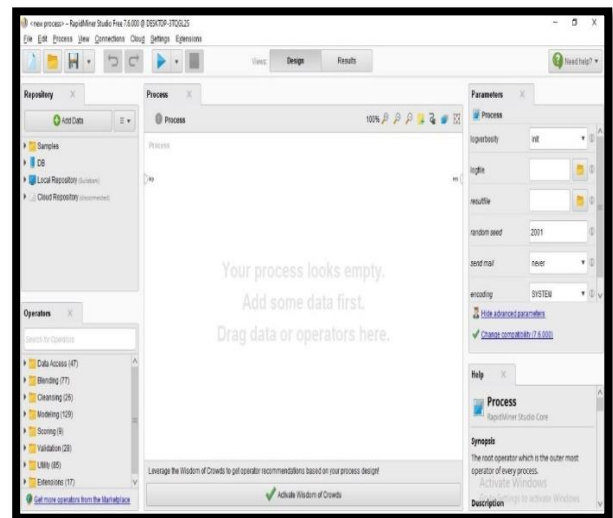 <new process> – RapidMiner Studio Free 7.6.000 @ DESKTOP-3TQGL2S
File Edit Process View Connections Cloud Settings Extensions
Views: Design Results Need help?
Repository
Add Data
Samples
DB
Local Repository
Cloud Repository (disconnected)
Operators
Search for Operators
Data Access (47)
Blending (77)
Cleansing (26)
Modeling (129)
Scoring (9)
Validation (28)
Utility (85)
Extensions (17)
Get more operators from the Marketplace
Process
Process 100%
Process
Your process looks empty.
Add some data first.
Drag data or operators here.
Leverage the Wisdom of Crowds to get operator recommendations based on your process design!
Activate Wisdom of Crowds
Parameters
Process
logverbosity init
logfile
resultfile
random seed 2001
send mail never
encoding SYSTEM
Hide advanced parameters
Change compatibility (7.6.000)
Help
Process
RapidMiner Studio Core
Synopsis
The root operator which is the outer most
operator of every process.
Activate Windows
Settings to activate Windows.
Description